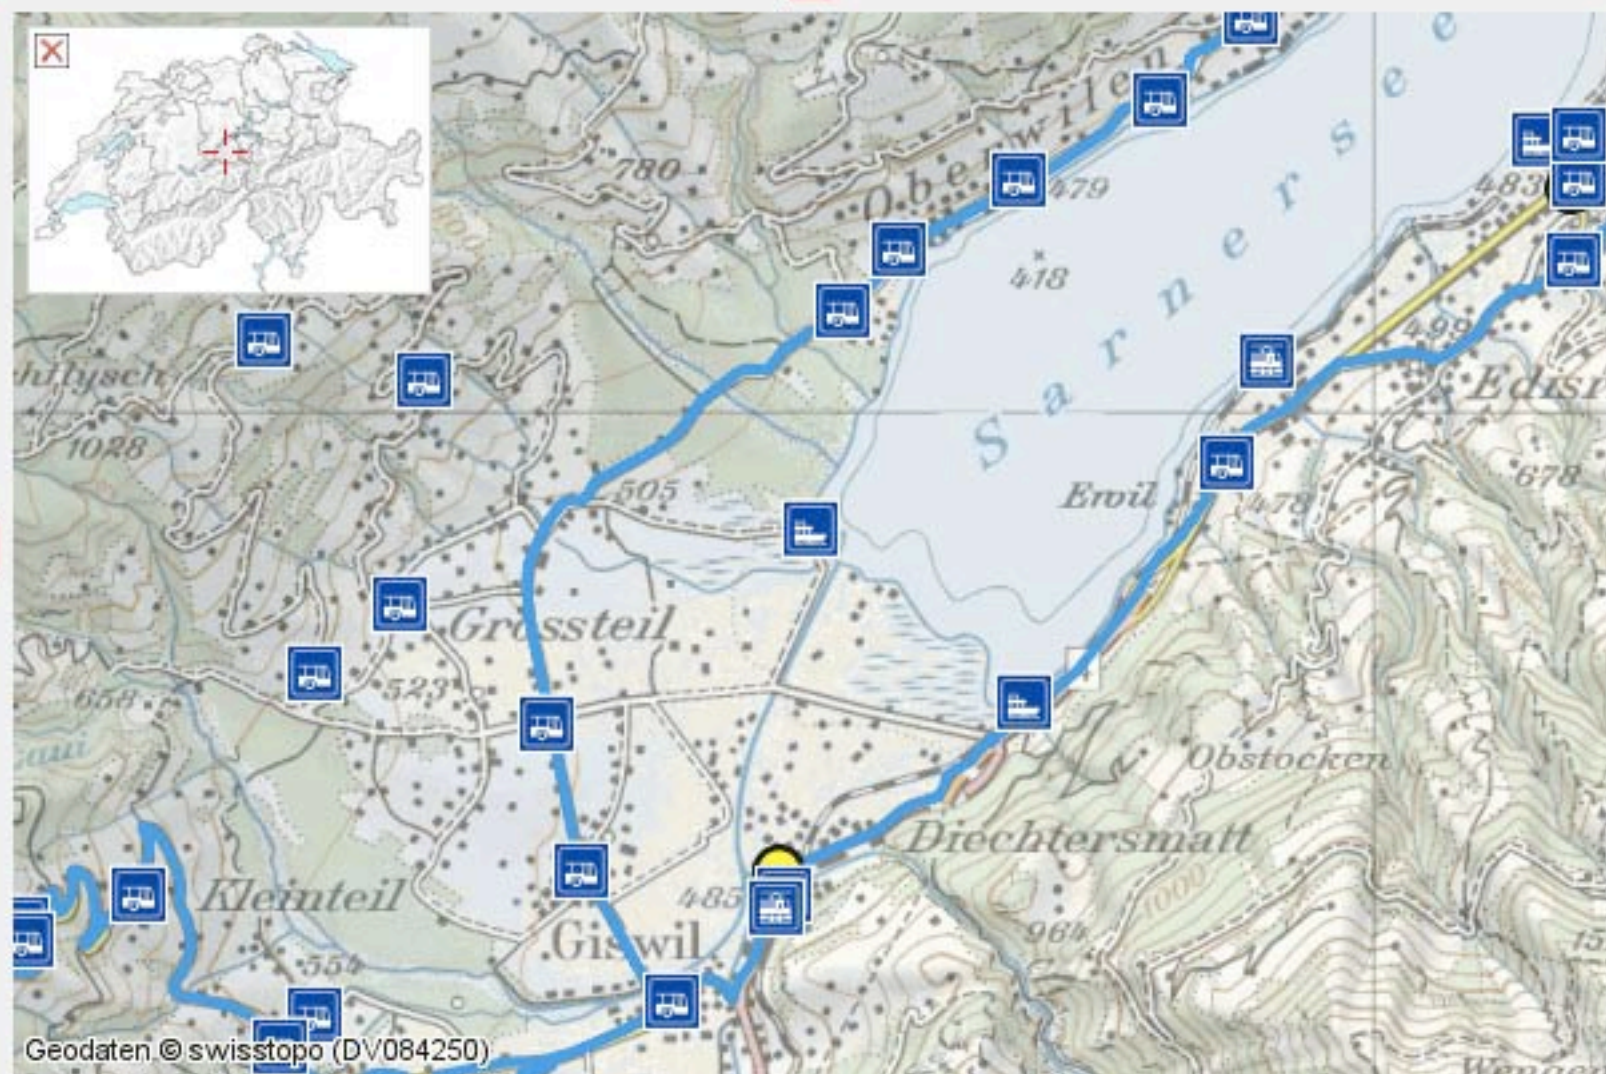 Oberwilen
780
479
483
418
Sarnersee
499
1028
505
Ewil
478
678
Grossteil
523
658
Obstocken
Diechtersmatt
Kleinteil
485
1000
Giswil
964
554
Geodaten © swisstopo (DV084250)